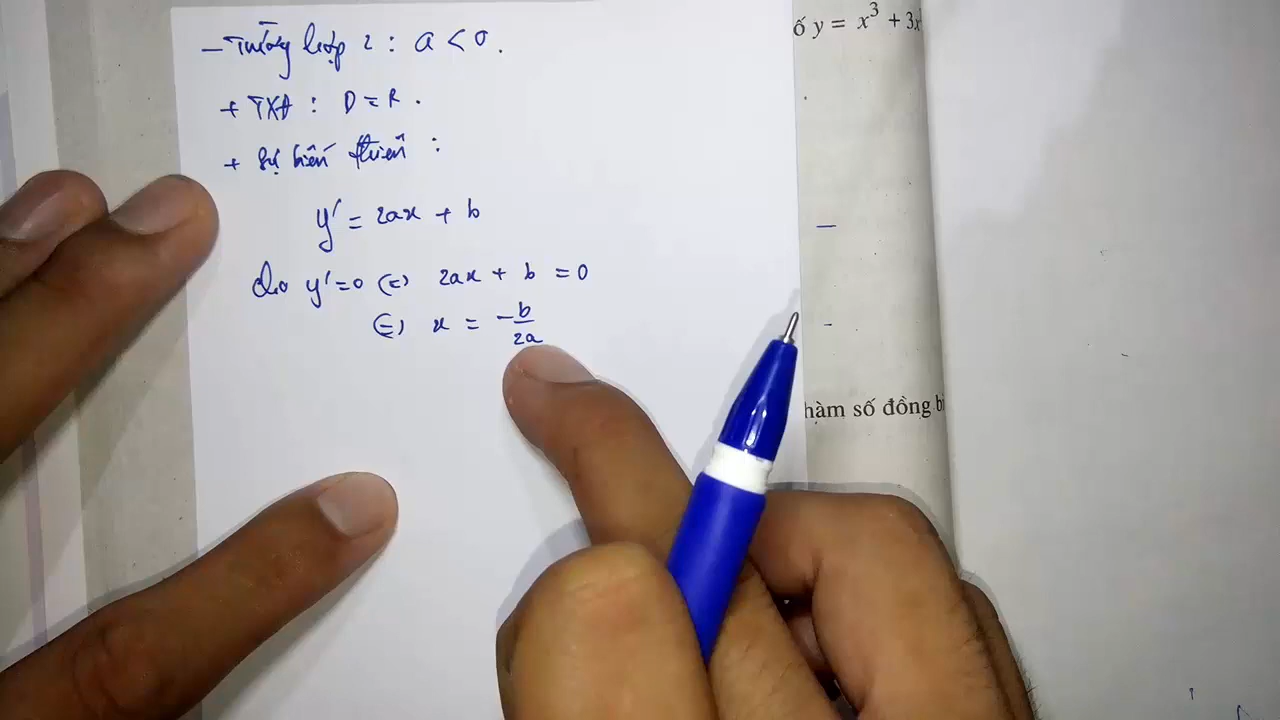 - Trường hợp 2 : a < 0.
+ TXĐ : D = R .
+ Sự biến thiên :
y' = 2ax + b
cho y' = 0 (=) 2ax + b = 0
(=) x = -b/2a
ố y = x³ + 3x
hàm số đồng b